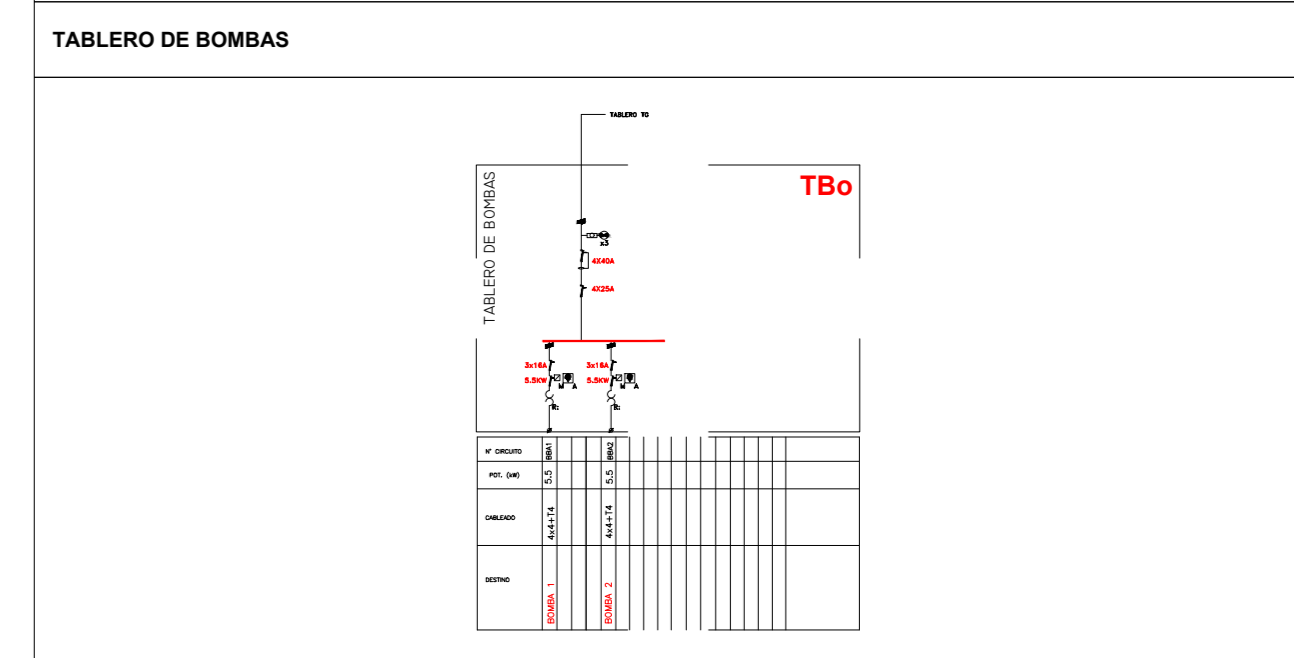 TABLERO DE BOMBAS
TABLERO TG
TABLERO DE BOMBAS
TBo
x3
4X40A
4X25A
3x16A
3x16A
5.5KW
M
A
5.5KW
M
A
R:
R:
N° CIRCUITO
BBA1
BBA2
POT. (kW)
5.5
5.5
CABLEADO
4x4+T4
4x4+T4
DESTINO
BOMBA 1
BOMBA 2